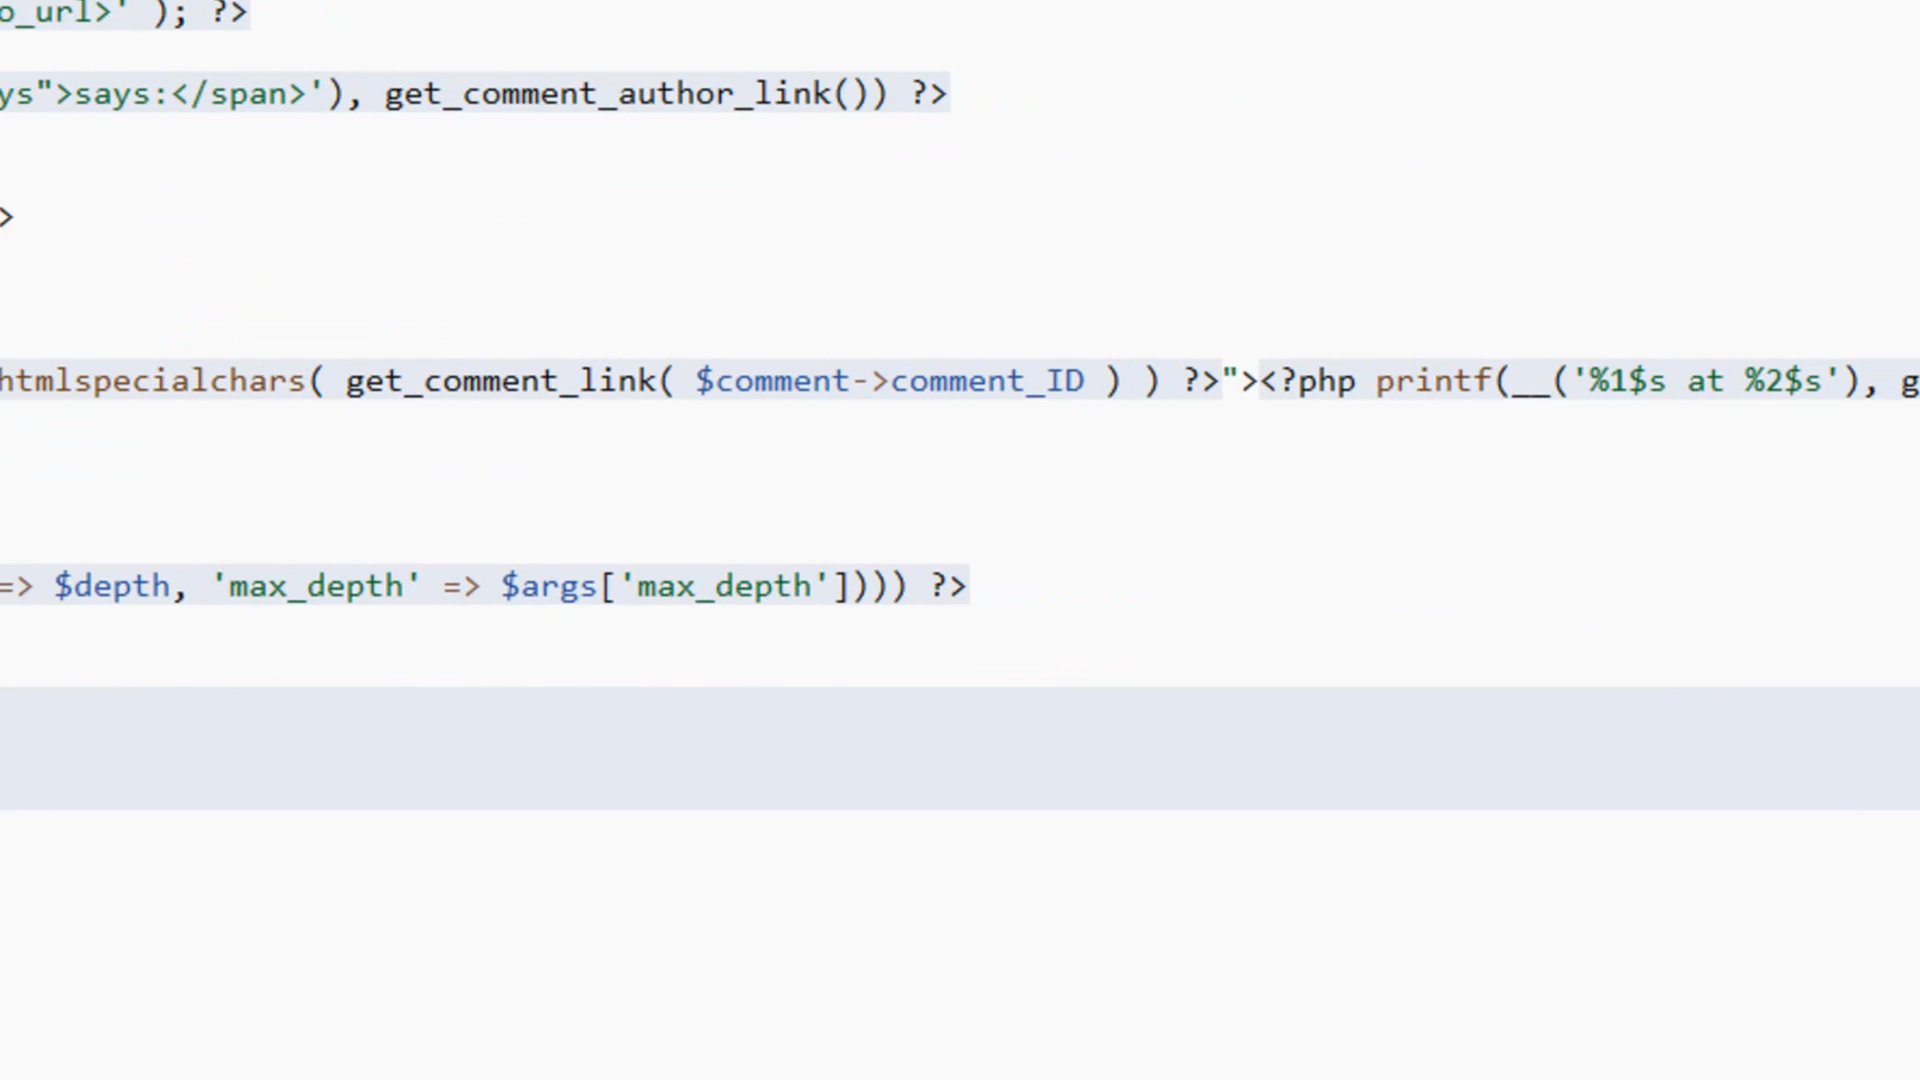 o_url>' ); ?>
ys">says:</span>'), get_comment_author_link()) ?>
>
htmlspecialchars( get_comment_link( $comment->comment_ID ) ) ?>"><?php printf(__('%1$s at %2$s'), g
=> $depth, 'max_depth' => $args['max_depth']))) ?>